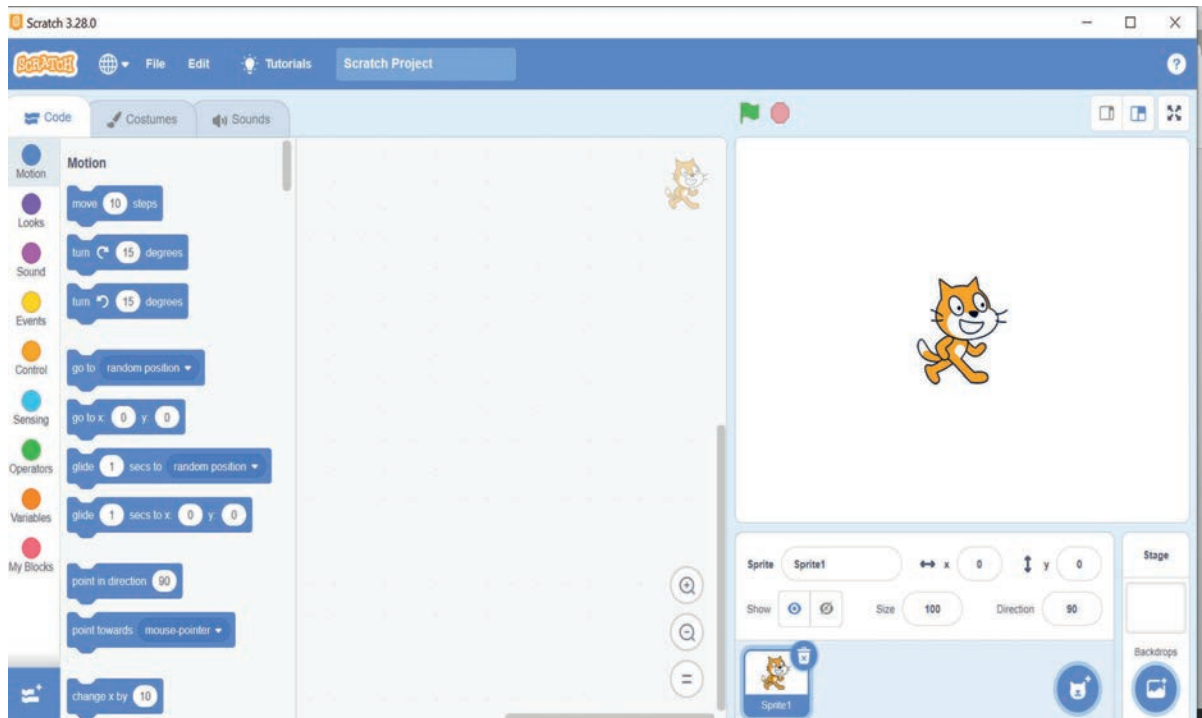 Scratch 3.28.0
SCRATCH File Edit Tutorials Scratch Project ?
Code Costumes Sounds
Motion
Looks
Sound
Events
Control
Sensing
Operators
Variables
My Blocks
Motion
move 10 steps
turn 15 degrees
turn 15 degrees
go to random position
go to x: 0 y: 0
glide 1 secs to random position
glide 1 secs to x: 0 y: 0
point in direction 90
point towards mouse-pointer
change x by 10
Sprite Sprite1 x 0 y 0
Show Size 100 Direction 90
Sprite1
Stage
Backdrops